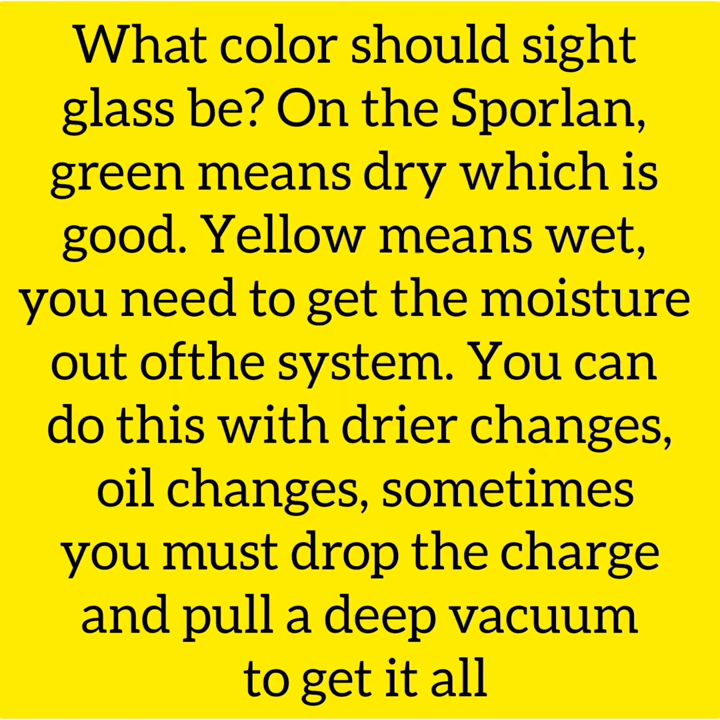 What color should sight
glass be? On the Sporlan,
green means dry which is
good. Yellow means wet,
you need to get the moisture
out ofthe system. You can
do this with drier changes,
oil changes, sometimes
you must drop the charge
and pull a deep vacuum
to get it all